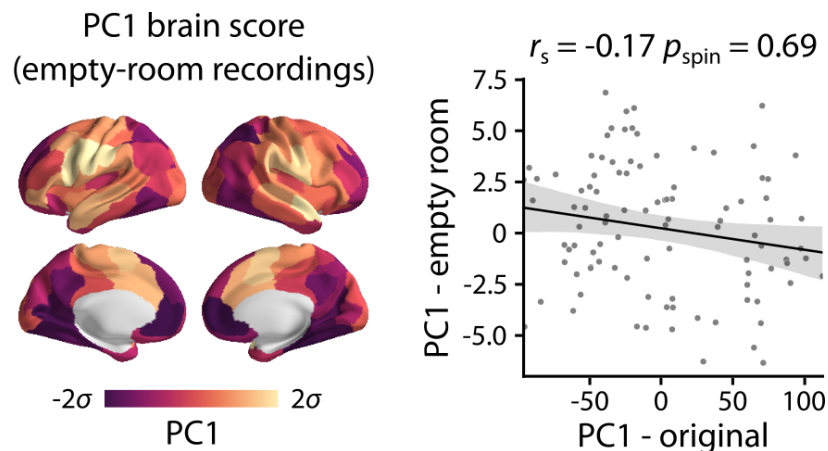 PC1 brain score
(empty-room recordings)
-2σ
2σ
PC1
rs = -0.17 pspin = 0.69
7.5
5.0
2.5
0
-2.5
-5.0
PC1 - empty room
-50
0
50
100
PC1 - original